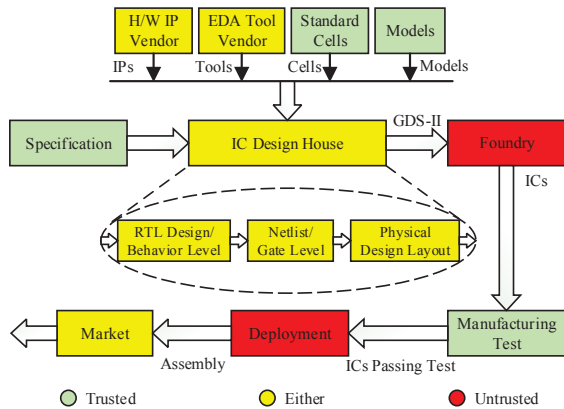 H/W IP
Vendor
EDA Tool
Vendor
Standard
Cells
Models
IPs
Tools
Cells
Models
Specification
IC Design House
GDS-II
Foundry
ICs
RTL Design/
Behavior Level
Netlist/
Gate Level
Physical
Design Layout
Market
Assembly
Deployment
ICs Passing Test
Manufacturing
Test
Trusted
Either
Untrusted